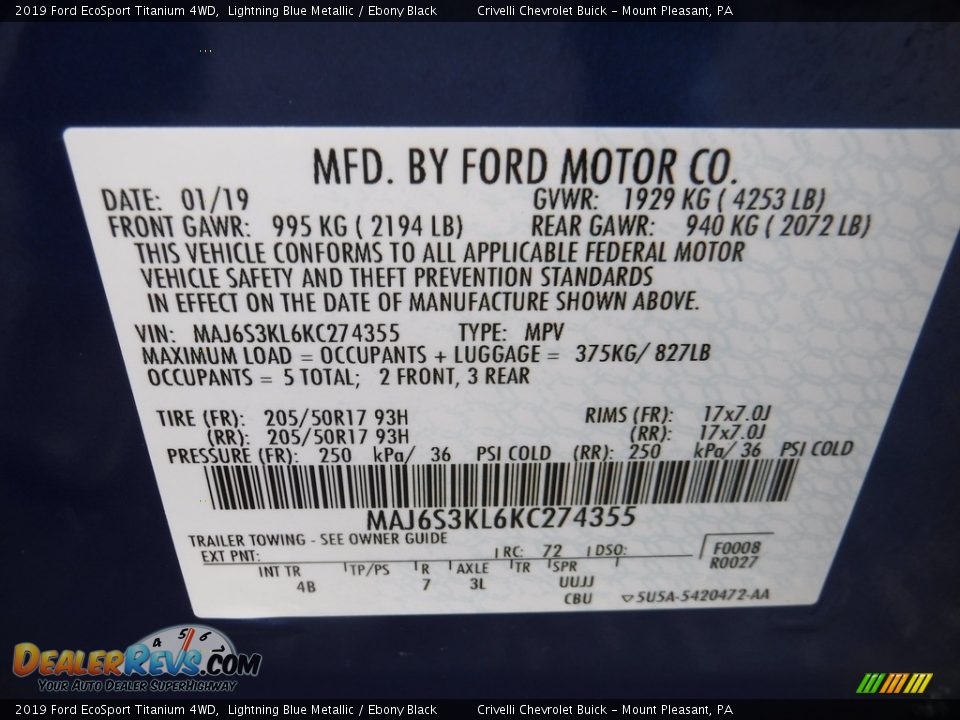 2019 Ford EcoSport Titanium 4WD, Lightning Blue Metallic / Ebony Black Crivelli Chevrolet Buick - Mount Pleasant, PA
MFD. BY FORD MOTOR CO.
DATE: 01/19 GVWR: 1929 KG ( 4253 LB)
FRONT GAWR: 995 KG ( 2194 LB) REAR GAWR: 940 KG ( 2072 LB)
THIS VEHICLE CONFORMS TO ALL APPLICABLE FEDERAL MOTOR
VEHICLE SAFETY AND THEFT PREVENTION STANDARDS
IN EFFECT ON THE DATE OF MANUFACTURE SHOWN ABOVE.
VIN: MAJ6S3KL6KC274355 TYPE: MPV
MAXIMUM LOAD = OCCUPANTS + LUGGAGE = 375KG/ 827LB
OCCUPANTS = 5 TOTAL; 2 FRONT, 3 REAR
TIRE (FR): 205/50R17 93H RIMS (FR): 17x7.0J
(RR): 205/50R17 93H (RR): 17x7.0J
PRESSURE (FR): 250 kPa/ 36 PSI COLD (RR): 250 kPa/ 36 PSI COLD
MAJ6S3KL6KC274355
TRAILER TOWING - SEE OWNER GUIDE
EXT PNT: RC: 72 DSO: F0008
R0027
INT TR TP/PS R AXLE TR SPR
4B 7 3L UUJJ
CBU 5U5A-5420472-AA
4 5 6
DealerRevs.com
Your Auto Dealer SuperHighway
2019 Ford EcoSport Titanium 4WD, Lightning Blue Metallic / Ebony Black Crivelli Chevrolet Buick - Mount Pleasant, PA